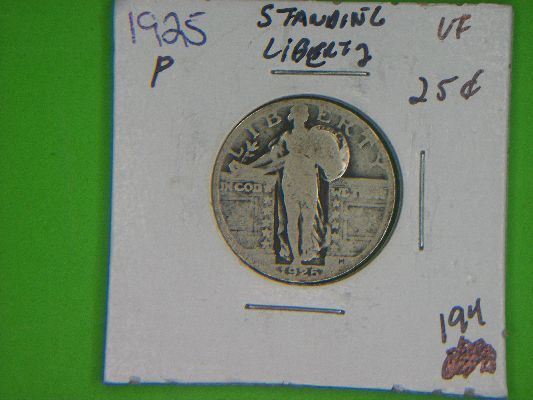 1925
P
STANDING
LIBERTY
VF
25¢
LIBERTY
IN GOD WE TRUST
1925
194